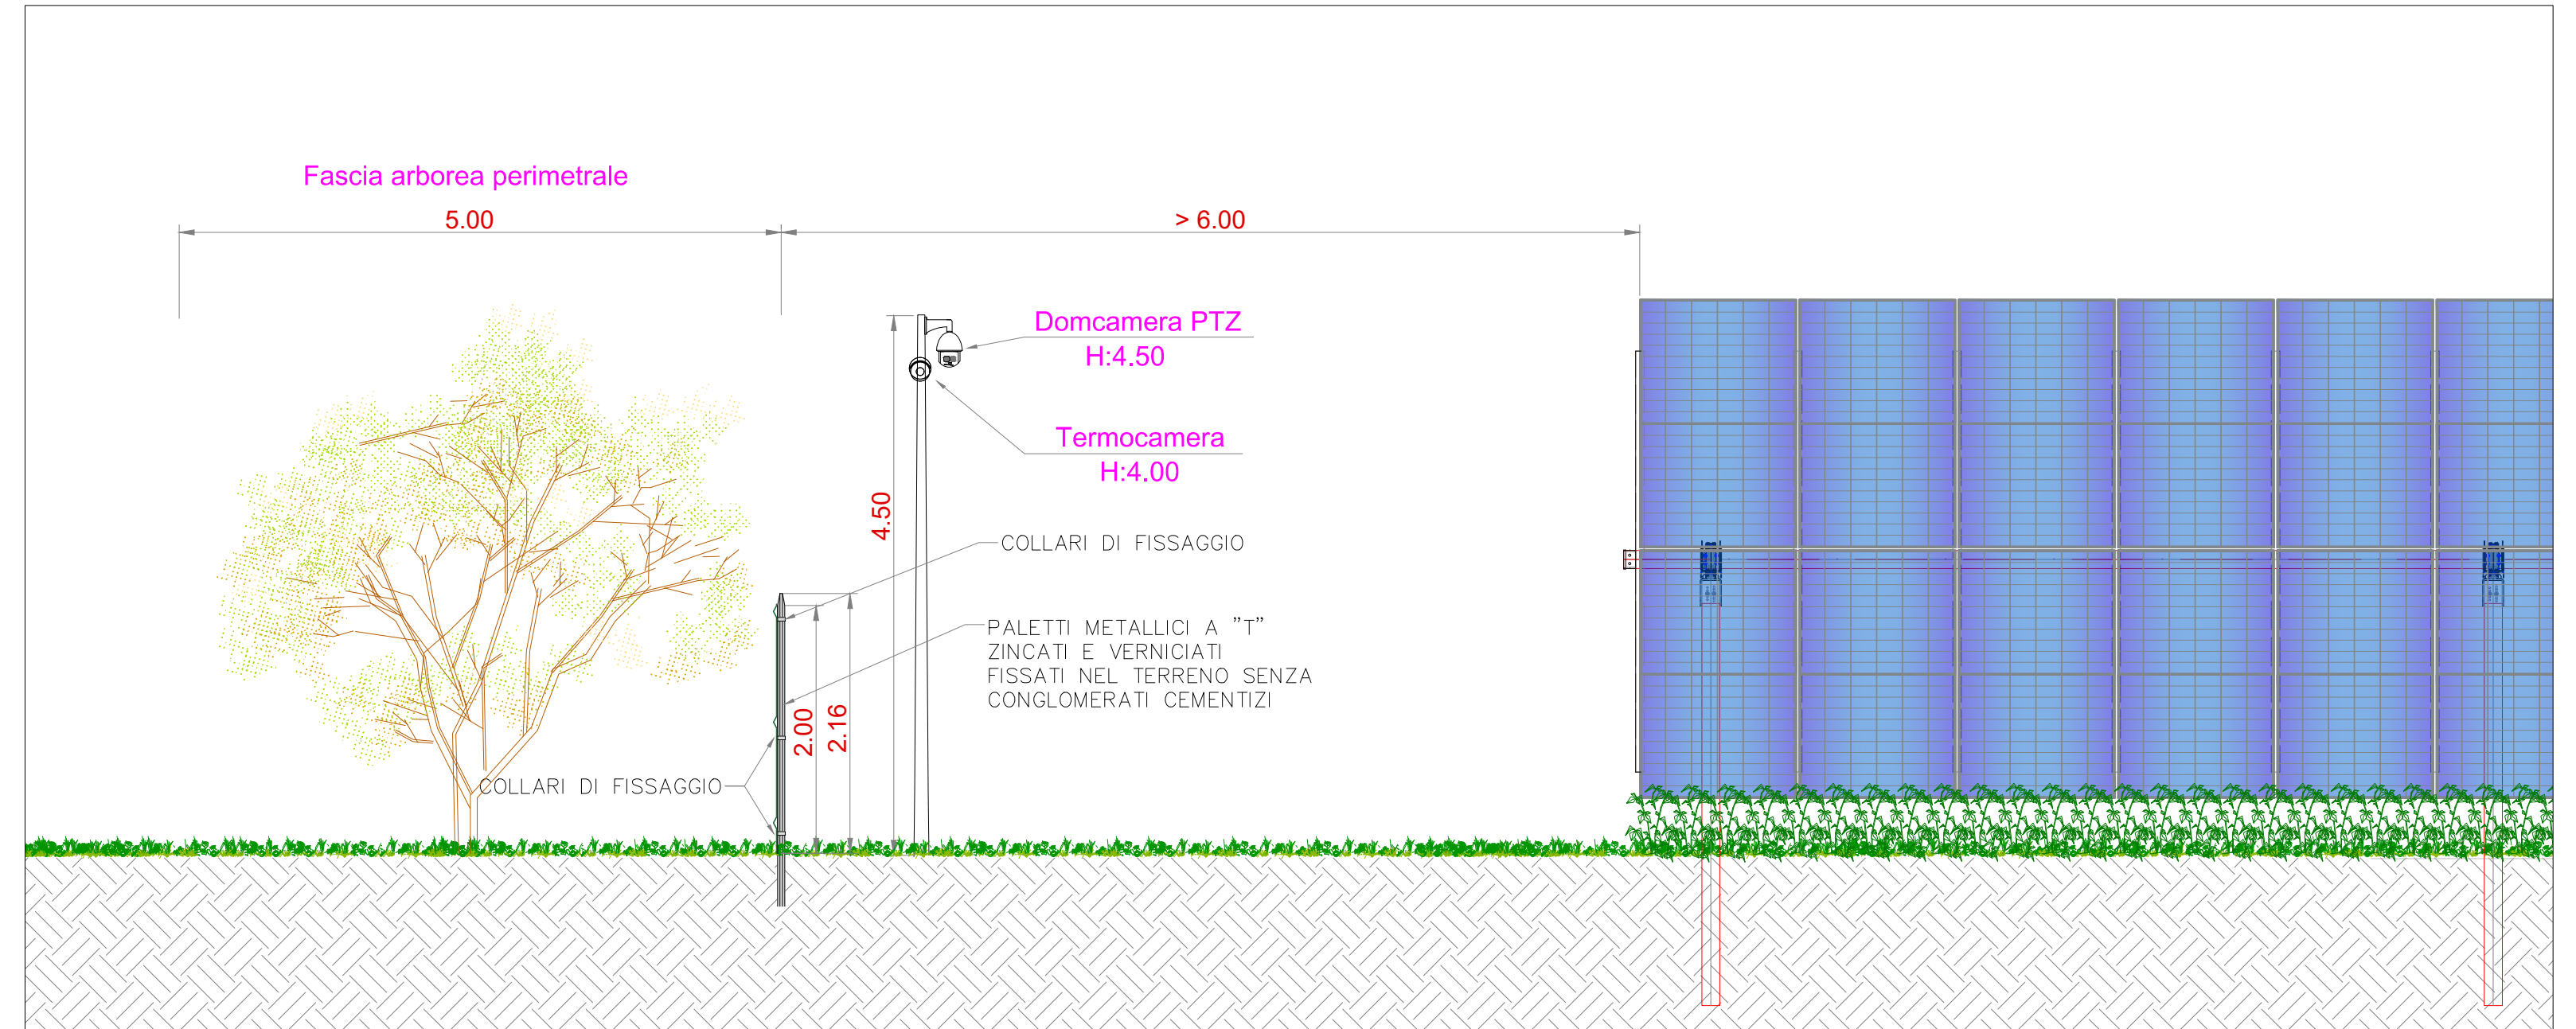 Fascia arborea perimetrale
5.00
> 6.00
Domcamera PTZ
H:4.50
Termocamera
H:4.00
4.50
COLLARI DI FISSAGGIO
PALETTI METALLICI A "T"
ZINCATI E VERNICIATI
FISSATI NEL TERRENO SENZA
CONGLOMERATI CEMENTIZI
2.00
2.16
COLLARI DI FISSAGGIO